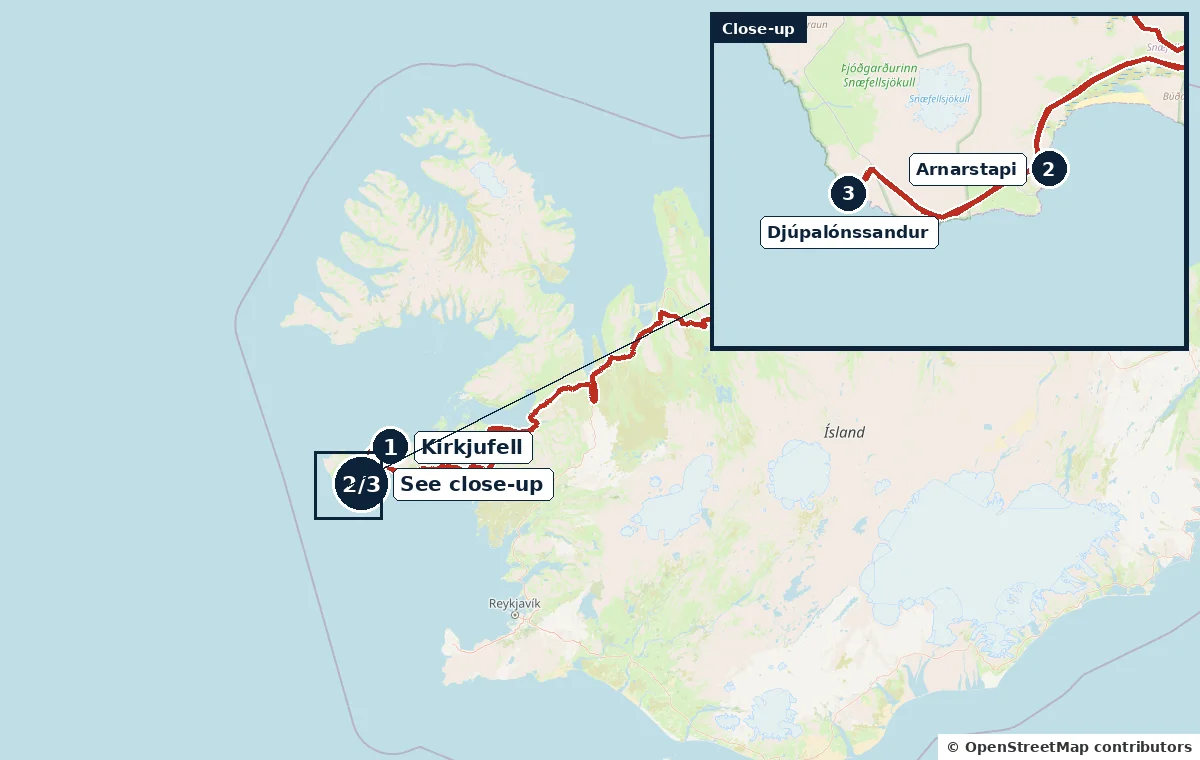 Close-up
raun
Þjóðgarðurinn
Snæfellsjökull
Snæfellsjökull
Arnarstapi
2
3
Djúpalónssandur
Ísland
1
Kirkjufell
2/3
See close-up
Reykjavík
© OpenStreetMap contributors